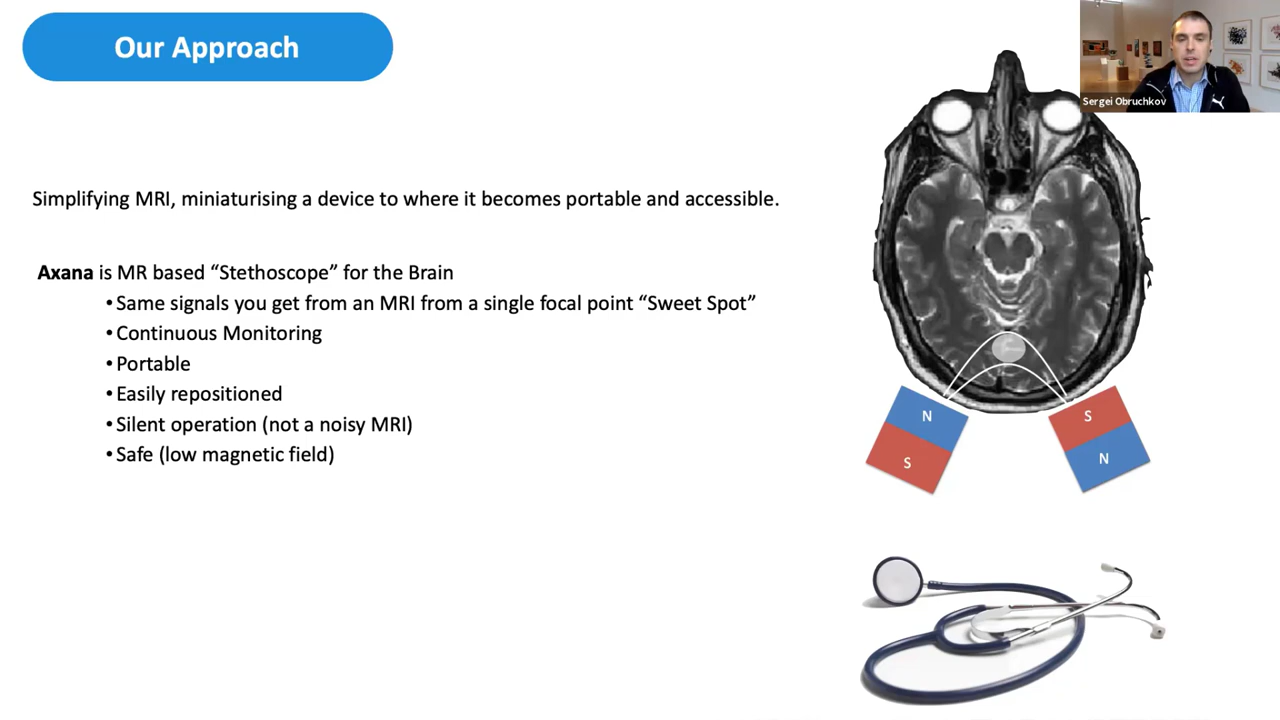 Our Approach
Sergei Obruchkov
Simplifying MRI, miniaturising a device to where it becomes portable and accessible.
Axana is MR based “Stethoscope” for the Brain
• Same signals you get from an MRI from a single focal point “Sweet Spot”
• Continuous Monitoring
• Portable
• Easily repositioned
• Silent operation (not a noisy MRI)
• Safe (low magnetic field)
N
S
S
N